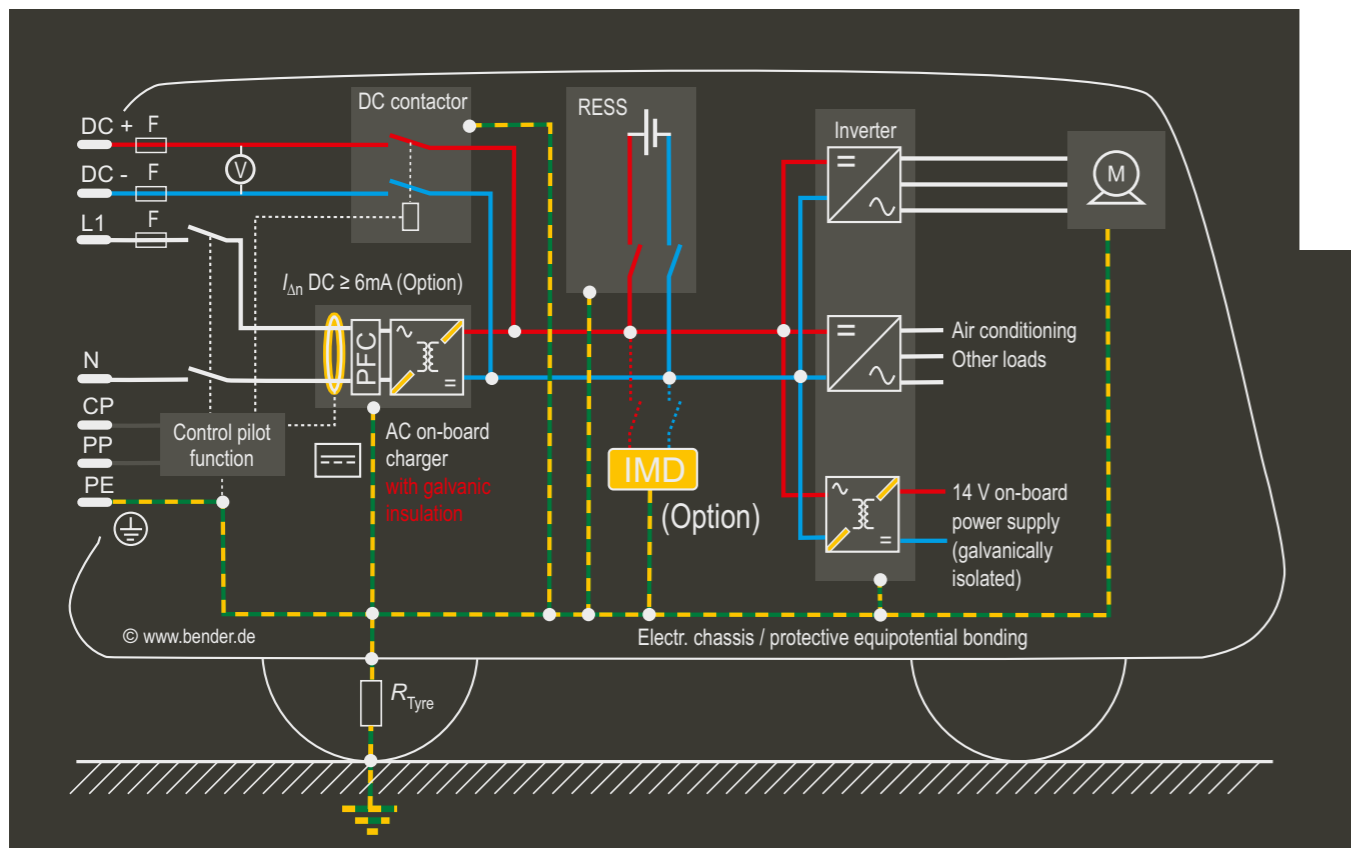 DC contactor
RESS
DC + F
Inverter
V
M
DC - F
L1 F
I∆n DC ≥ 6mA (Option)
PFC
Air conditioning
Other loads
N
CP
PP
PE
Control pilot
function
AC on-board
charger
with galvanic
insulation
IMD
(Option)
14 V on-board
power supply
(galvanically
isolated)
© www.bender.de
Electr. chassis / protective equipotential bonding
RTyre